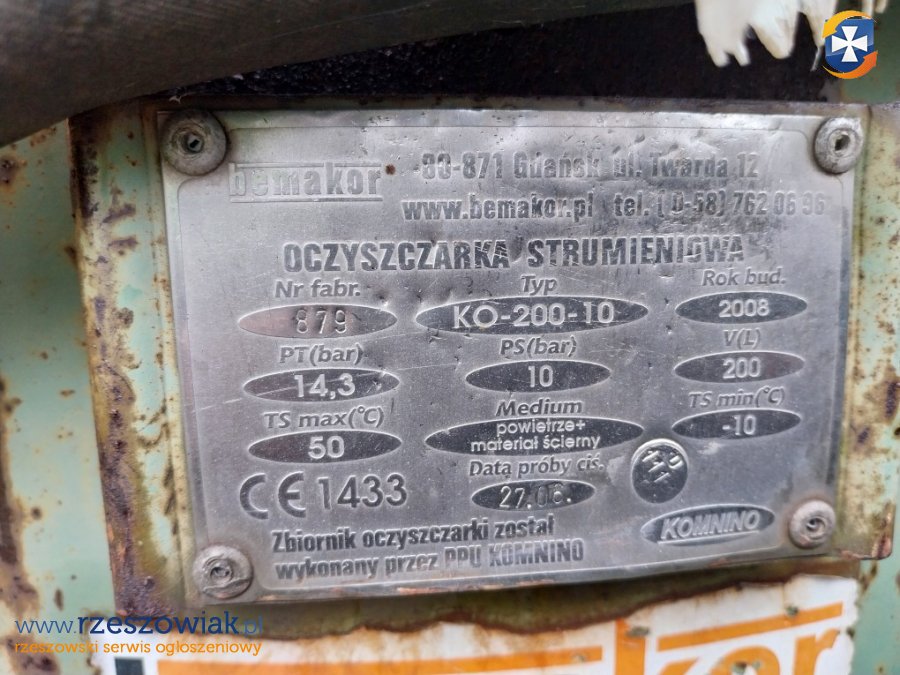 bemakor 80-871 Gdańsk ul. Twarda 12
www.bemakor.pl tel. (0-58) 762 06 96
OCZYSZCZARKA STRUMIENIOWA
Nr fabr. Typ Rok bud.
879 KO-200-10 2008
PT(bar) PS(bar) V(L)
14,3 10 200
TS max(°C) Medium TS min(°C)
50 powietrze+ -10
materiał ścierny
Data próby ciś.
CE 1433 27.06.
KOMNINO
Zbiornik oczyszczarki został
wykonany przez PPU KOMNINO
www.rzeszowiak.pl
rzeszowski serwis ogłoszeniowy